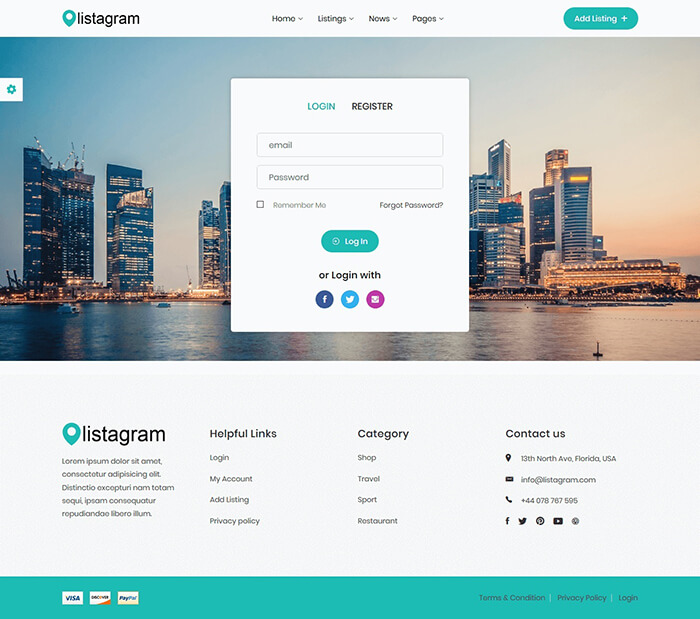 listagram
Home Listings News Pages
Add Listing +
LOGIN REGISTER
email
Password
Remember Me Forgot Password?
Log In
or Login with
listagram
Lorem ipsum dolor sit amet,
consectetur adipisicing elit.
Distinctio excepturi nam totam
sequi, ipsam consequatur
repudiandae libero illum.
Helpful Links
Login
My Account
Add Listing
Privacy policy
Category
Shop
Travel
Sport
Restaurant
Contact us
13th North Ave, Florida, USA
info@listagram.com
+44 078 767 595
VISA DISCOVER PayPal
Terms & Condition | Privacy Policy | Login